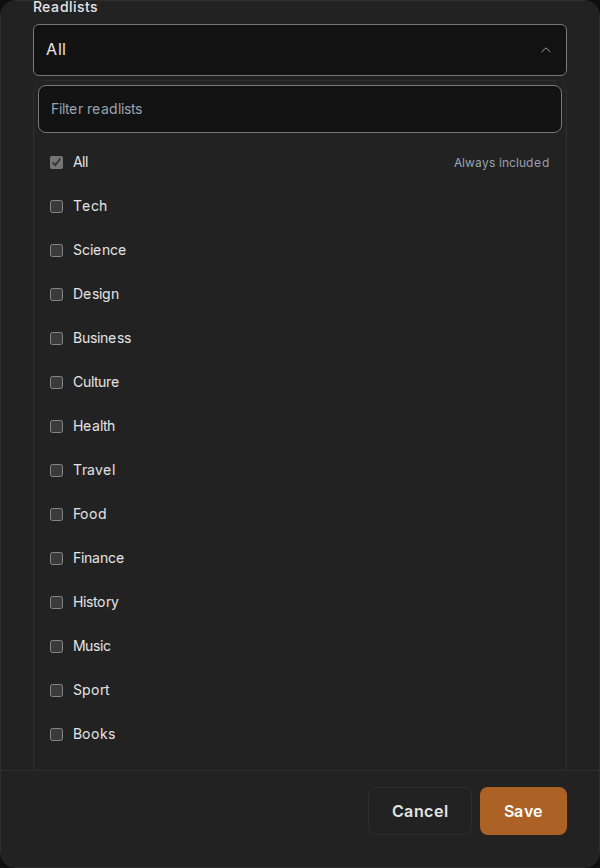 Readlists
All
Filter readlists
All Always included
Tech
Science
Design
Business
Culture
Health
Travel
Food
Finance
History
Music
Sport
Books
Cancel Save